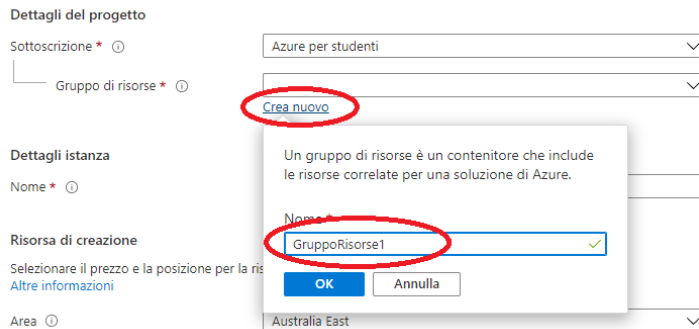 Dettagli del progetto
Sottoscrizione * Azure per studenti
Gruppo di risorse *
Crea nuovo
Un gruppo di risorse è un contenitore che include
le risorse correlate per una soluzione di Azure.
Nome *
GruppoRisorse1
OK Annulla
Dettagli istanza
Nome *
Risorsa di creazione
Selezionare il prezzo e la posizione per la ris
Altre informazioni
Area Australia East